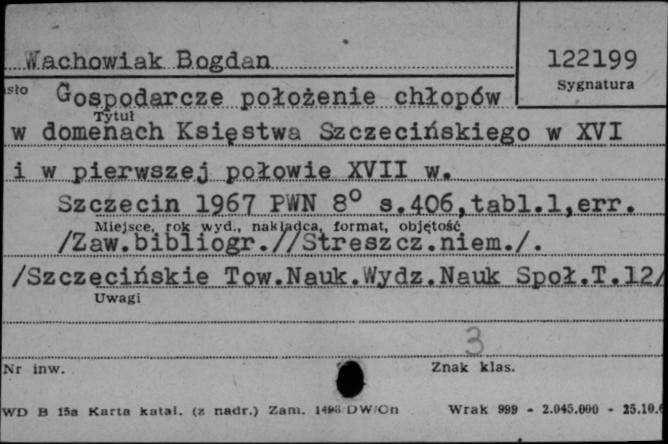 Wachowiak Bogdan
122199
Sygnatura
sło
Gospodarcze położenie chłopów
Tytuł
w domenach Księstwa Szczecińskiego w XVI
i w pierwszej połowie XVII w.
Szczecin 1967 PWN 8° s.406,tabl.1,err.
Miejsce, rok wyd., nakładca, format, objętość
/Zaw.bibliogr.//Streszcz.niem./.
/Szczecińskie Tow.Nauk.Wydz.Nauk Społ.T.12/
Uwagi
3
Nr inw.
Znak klas.
WD B 15a Karta katal. (z nadr.) Zam. DW/On Wrak 999 - 2.045.000 - 25.10.